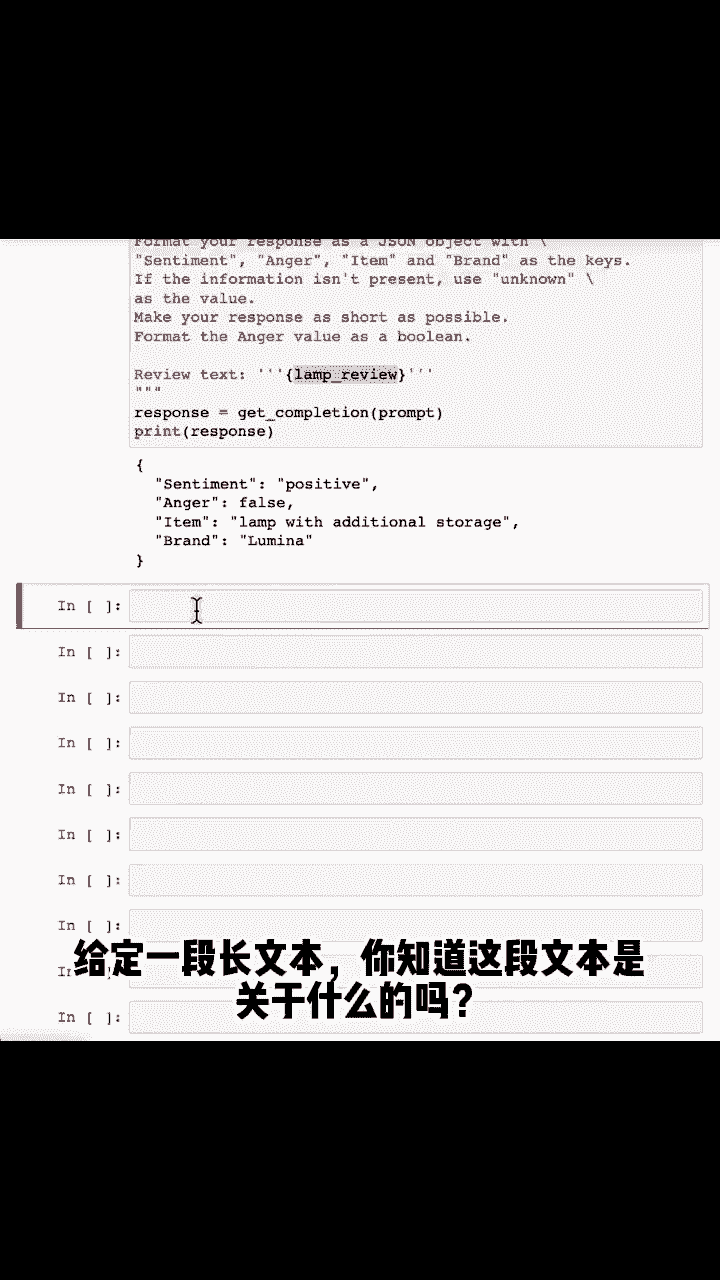 Format your response as a JSON object with \
"Sentiment", "Anger", "Item" and "Brand" as the keys.
If the information isn't present, use "unknown" \
as the value.
Make your response as short as possible.
Format the Anger value as a boolean.
Review text: '''{lamp_review}'''
"""
response = get_completion(prompt)
print(response)
{
"Sentiment": "positive",
"Anger": false,
"Item": "lamp with additional storage",
"Brand": "Lumina"
}
In [ ]:
In [ ]:
In [ ]:
In [ ]:
In [ ]:
In [ ]:
In [ ]:
In [ ]:
In [ ]:
给定一段长文本，你知道这段文本是
关于什么的吗？
In [ ]: